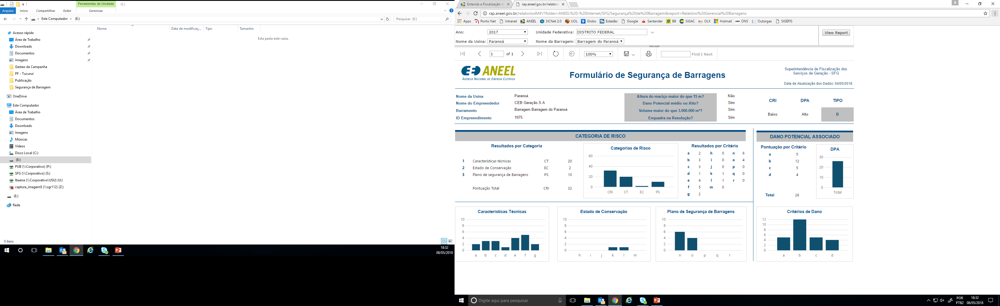 Ferramentas de Unidade
(E:)
Arquivo
Início
Compartilhar
Exibir
Gerenciar
Este Computador > (E:)
Pesquisar (E:)
Acesso rápido
Área de Trabalho
Downloads
Documentos
Imagens
Gestao da Campanha
PF - Tucuruí
Publicação
Segurança de Barragem
OneDrive
Este Computador
Área de Trabalho
Documentos
Downloads
Imagens
Músicas
Vídeos
Disco Local (C:)
(E:)
PUB (\\Corporativo) (P:)
SFG (\\Corporativo) (S:)
lbaena (\\Corporativo\USU) (U:)
captura_imagem$ (\\sgr112) (Z:)
(E:)
Rede
Nome
Data de modificaç...
Tipo
Tamanho
Esta pasta está vazia.
0 itens
18:32
08/05/2018
Entenda a Fiscalização d
rap.aneel.gov.br/relatorio
rap.aneel.gov.br/relatoriosRAP/?folder=ANEEL%20-%20Internet/SFG/Segurança%20de%20Barragem&report=Relatório%20Gerencial%20Barragens
Apps Ponto Net Intranet ANEEL SICNet 2.0 UOL Globo Estadão Google Santander BB SIGAC OLX Hotmail ONS Outorgas SIGEFIS
Ano: 2017 Unidade Federativa: DISTRITO FEDERAL
View Report
Nome da Usina: Paranoá Nome da Barragem: Barragem do Paranoá
1 of 1 100% Find | Next
ANEEL
AGÊNCIA NACIONAL DE ENERGIA ELÉTRICA
Formulário de Segurança de Barragens
Superintendência de Fiscalização dos
Serviços de Geração - SFG
Data de Atualização dos Dados: 04/05/2018
Nome da Usina Paranoá
Nome do Empreendedor CEB Geração S.A
Barramento Barragem Barragem do Paranoá
ID Empreendimento 1975
Altura do maciço maior do que 15 m? Não
Dano Potencial médio ou Alto? Sim
Volume maior do que 3.000.000 m³? Sim
Enquadra na Resolução? Sim
CRI DPA TIPO
Baixo Alto B
CATEGORIA DE RISCO
Resultados por Categoria
1 Características técnicas CT 20
2 Estado de Conservação EC 2
3 Plano de segurança de Barragens PS 10
Pontuação Total CRI 32
Categorias de Risco
60
40
20
0
CRI CT EC PS
Resultados por Critério
a 2 h 0 n 6
b 3 i 0 o 4
c 3 j 0 p 0
d 1 k 1 q 0
e 4 l 1 r 0
f 5 m 0
g 2
DANO POTENCIAL ASSOCIADO
Pontuação por Critério
a 5
b 12
c 5
d 4
Total 26
DPA
30
20
10
0
Total
Características Técnicas
10
8
6
4
2
0
a b c d e f g
Estado de Conservação
10
8
6
4
2
0
h i j k l m
Plano de Segurança de Barragens
10
8
6
4
2
0
n o p q r
Critérios de Dano
12
10
8
6
4
2
0
a b c d
Digite aqui para pesquisar
POR
PTB2
18:32
08/05/2018